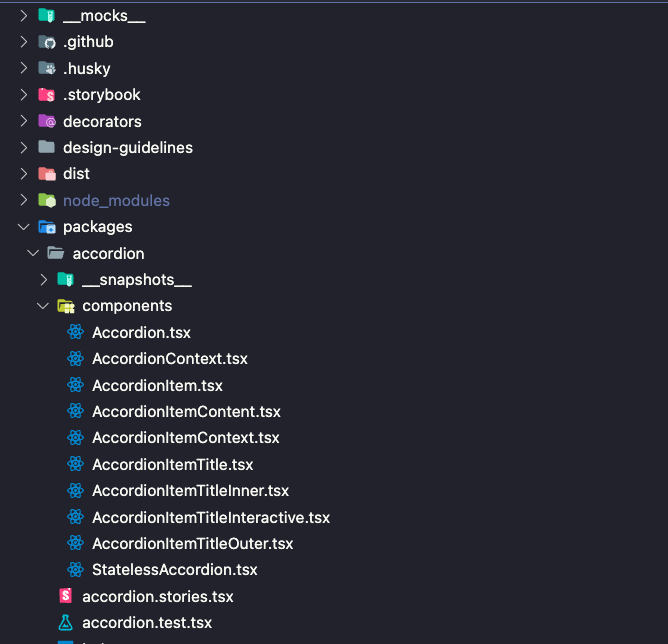 __mocks__
.github
.husky
.storybook
decorators
design-guidelines
dist
node_modules
packages
accordion
__snapshots__
components
Accordion.tsx
AccordionContext.tsx
AccordionItem.tsx
AccordionItemContent.tsx
AccordionItemContext.tsx
AccordionItemTitle.tsx
AccordionItemTitleInner.tsx
AccordionItemTitleInteractive.tsx
AccordionItemTitleOuter.tsx
StatelessAccordion.tsx
accordion.stories.tsx
accordion.test.tsx